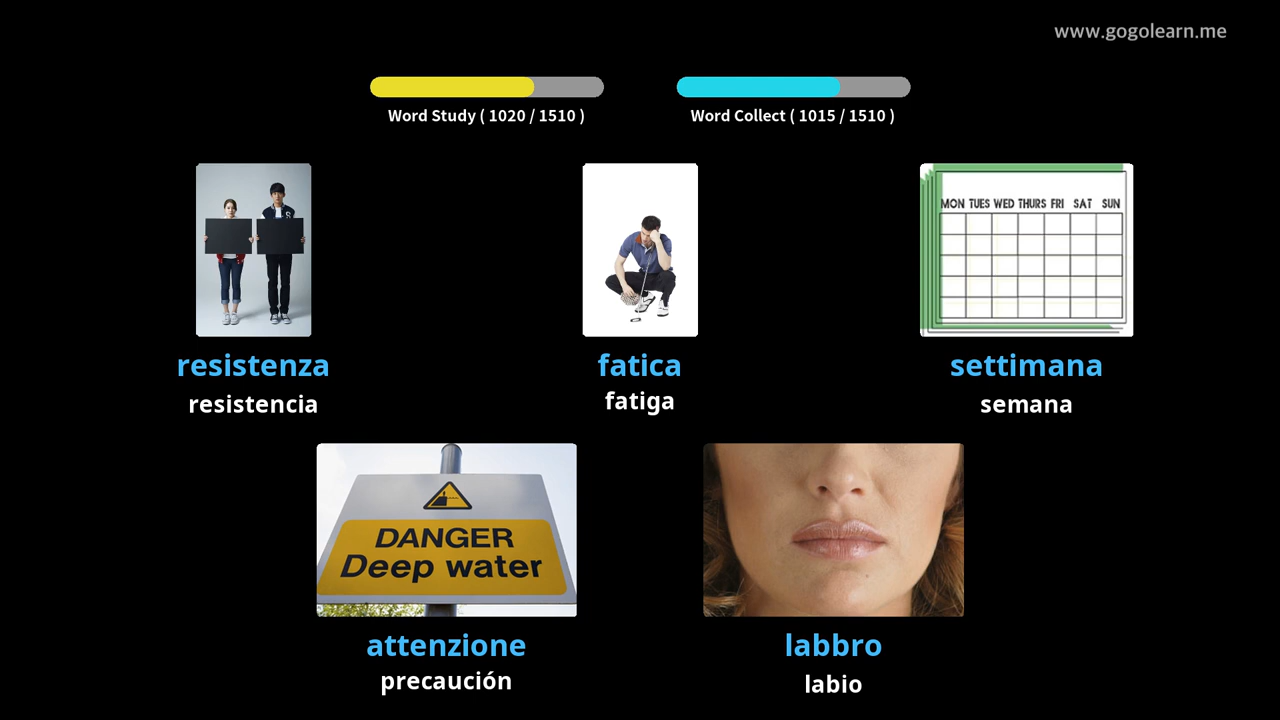 www.gogolearn.me
Word Study ( 1020 / 1510 )
Word Collect ( 1015 / 1510 )
MON TUES WED THURS FRI SAT SUN
resistenza
resistencia
fatica
fatiga
settimana
semana
DANGER
Deep water
attenzione
precaución
labbro
labio